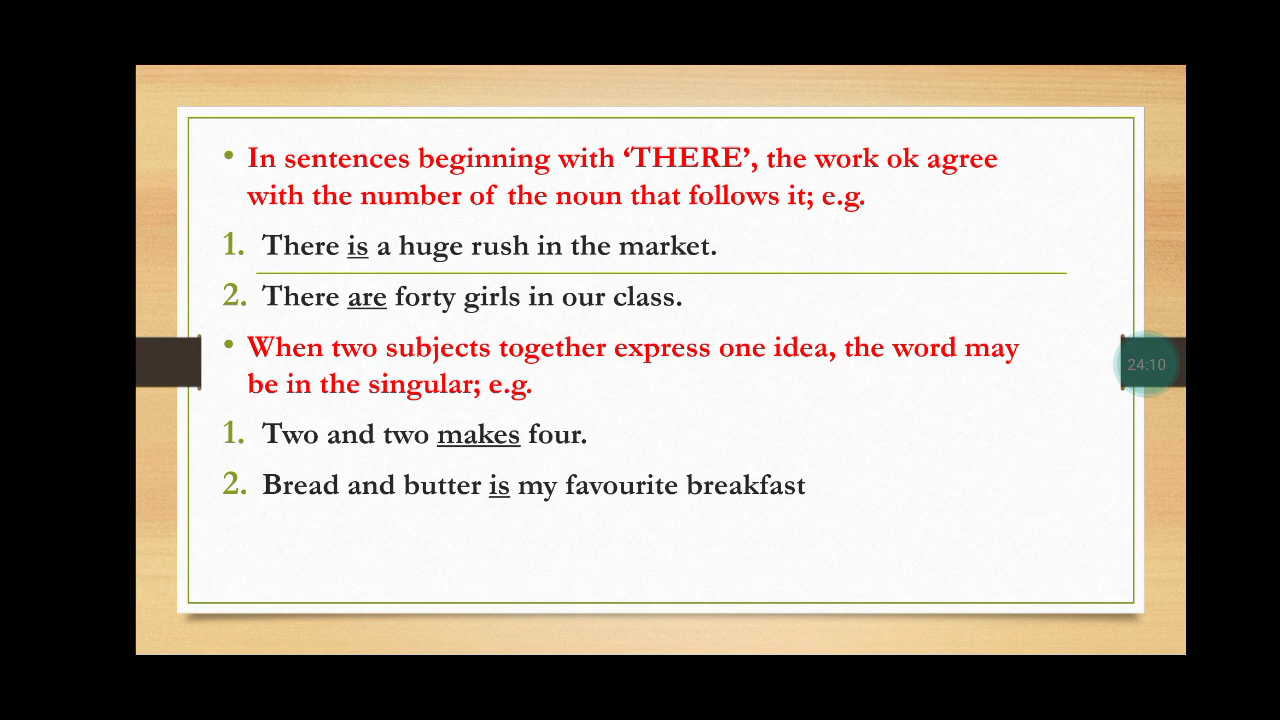 • In sentences beginning with ‘THERE’, the work ok agree
with the number of the noun that follows it; e.g.
1. There is a huge rush in the market.
2. There are forty girls in our class.
• When two subjects together express one idea, the word may
be in the singular; e.g.
24:10
1. Two and two makes four.
2. Bread and butter is my favourite breakfast